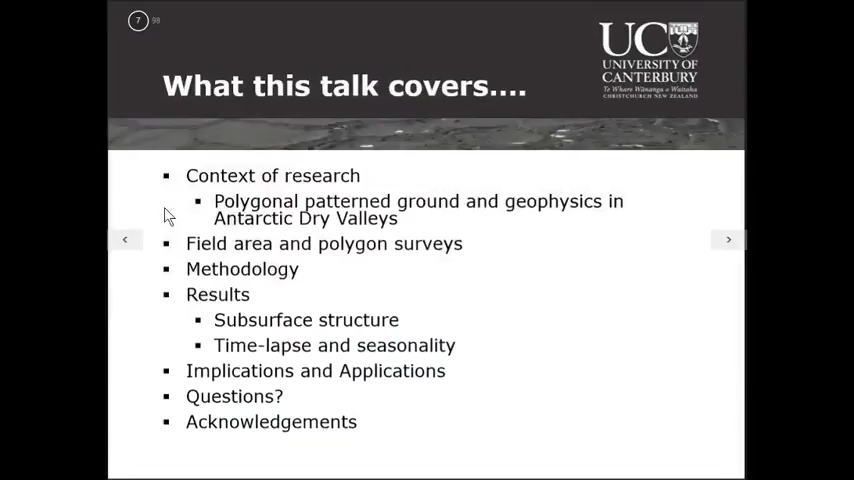 7 98
UC
UNIVERSITY OF
CANTERBURY
Te Whare Wānanga o Waitaha
CHRISTCHURCH NEW ZEALAND
What this talk covers....
Context of research
Polygonal patterned ground and geophysics in
Antarctic Dry Valleys
Field area and polygon surveys
Methodology
Results
Subsurface structure
Time-lapse and seasonality
Implications and Applications
Questions?
Acknowledgements